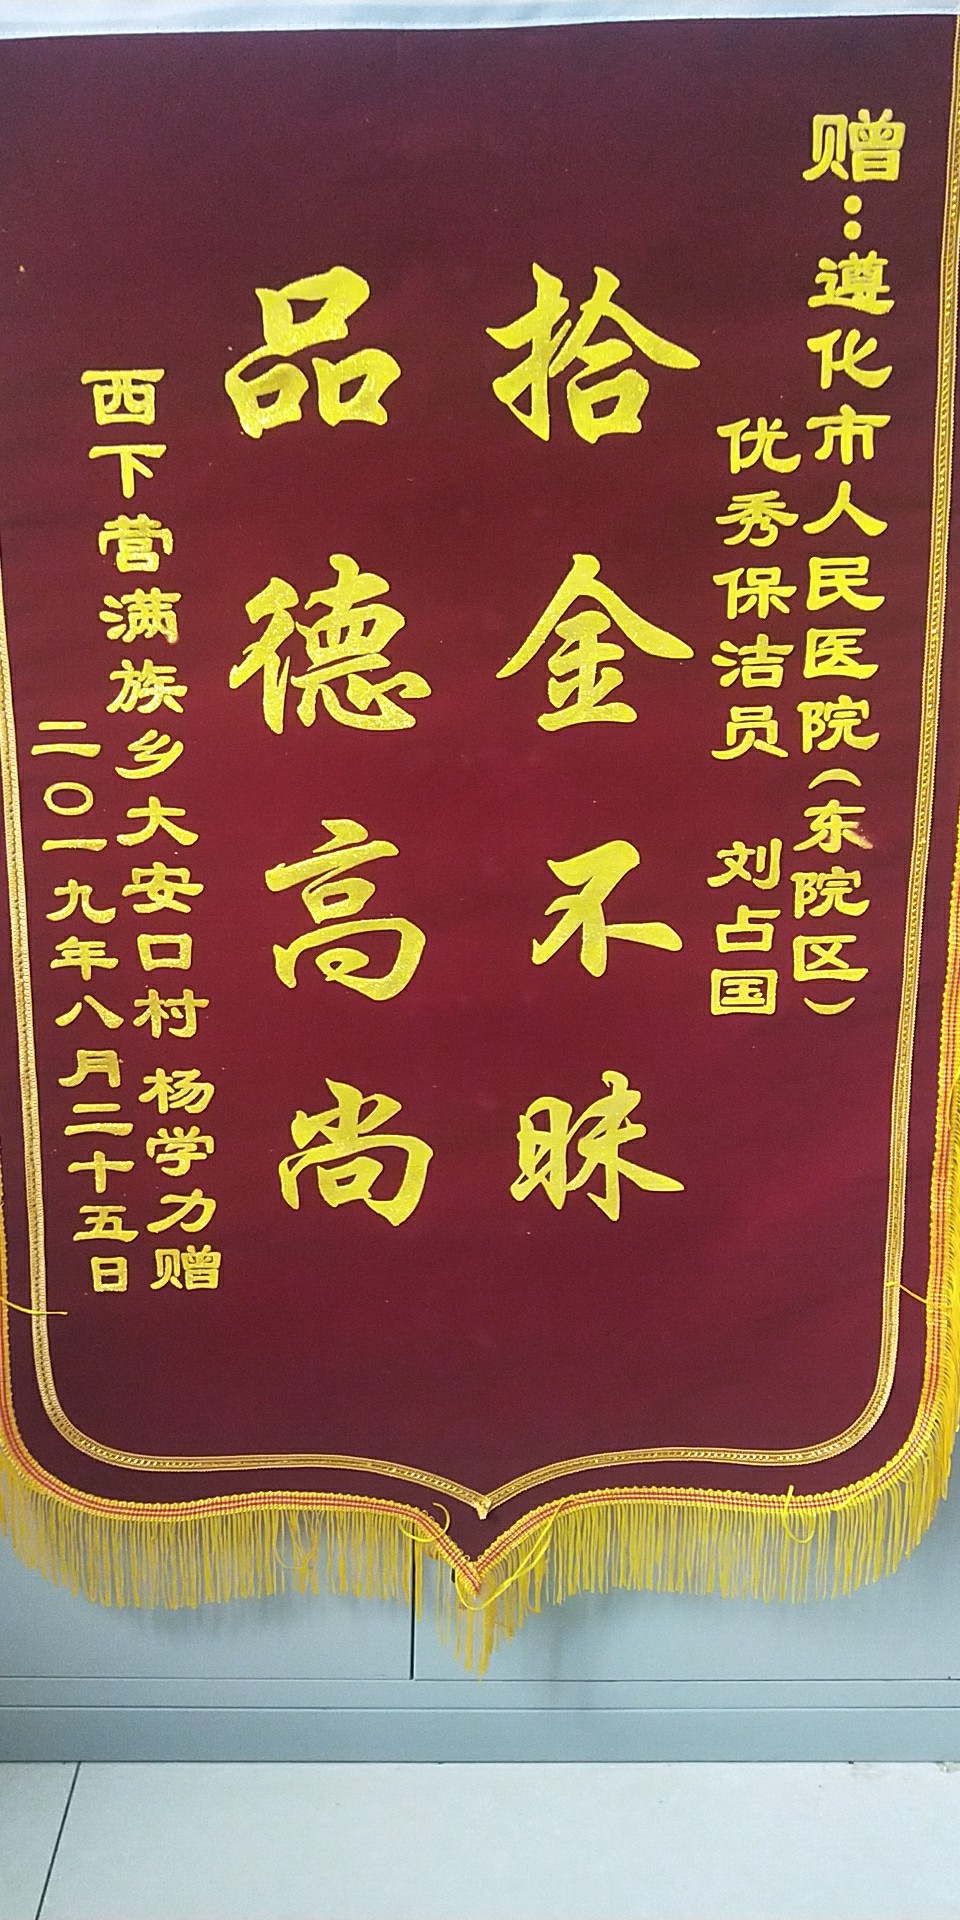 赠：遵化市人民医院（东院区）
优秀保洁员 刘占国
拾金不昧
品德高尚
西下营满族乡大安口村 杨学力赠
二〇一九年八月二十五日